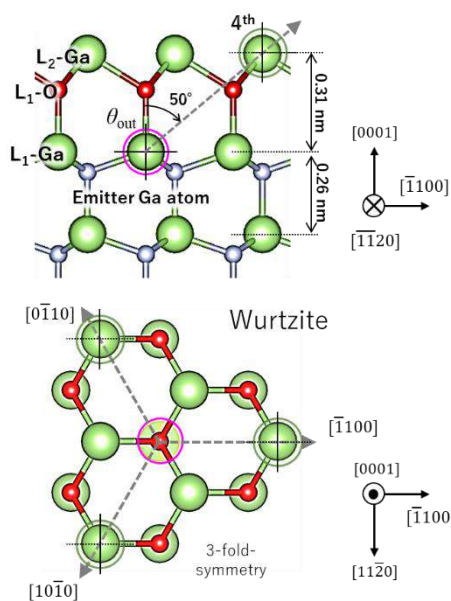 4ᵗʰ
L₂-Ga
L₁-O
50°
θₒᵤₜ
0.31 nm
L₁-Ga
Emitter Ga atom
0.26 nm
[0001]
[1̅100]
[1̅1̅20]
[01̅10]
Wurtzite
[1̅100]
3-fold-
symmetry
[101̅0]
[0001]
[1̅100
[112̅0]